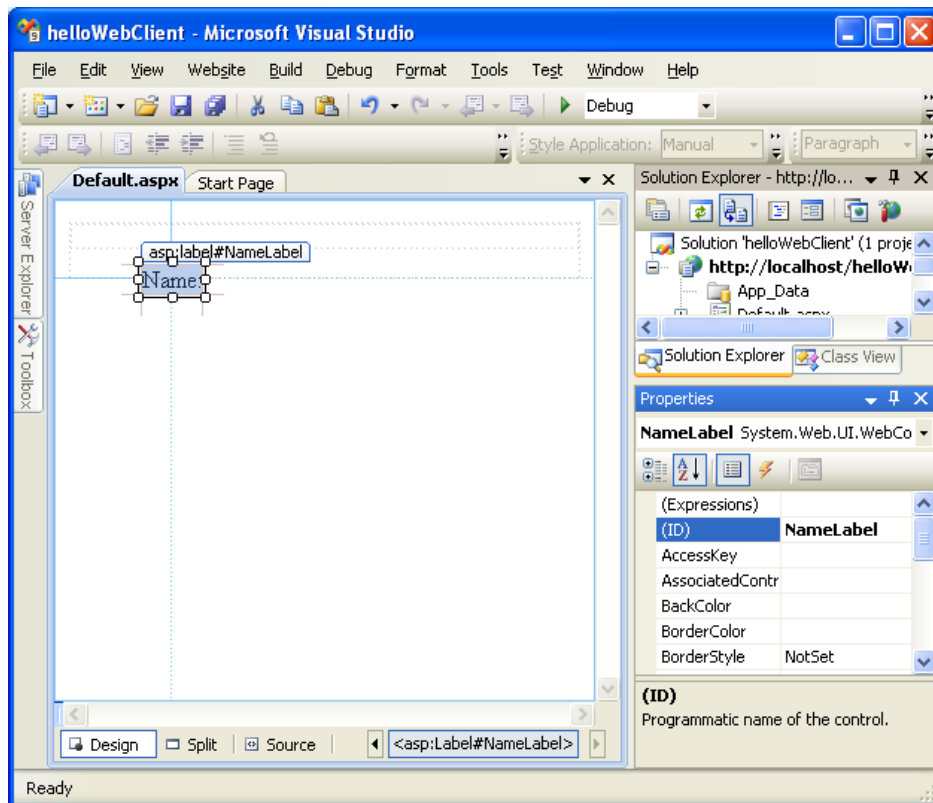 helloWebClient - Microsoft Visual Studio
File Edit View Website Build Debug Format Tools Test Window Help
Debug
Style Application: Manual Paragraph
Default.aspx Start Page
Solution Explorer - http://lo...
Server Explorer
Toolbox
asp:label#NameLabel
Name:
Solution 'helloWebClient' (1 proje
http://localhost/helloW
App_Data
Default.aspx
Solution Explorer Class View
Properties
NameLabel System.Web.UI.WebCo
(Expressions)
(ID) NameLabel
AccessKey
AssociatedContr
BackColor
BorderColor
BorderStyle NotSet
(ID)
Programmatic name of the control.
Design Split Source <asp:Label#NameLabel>
Ready